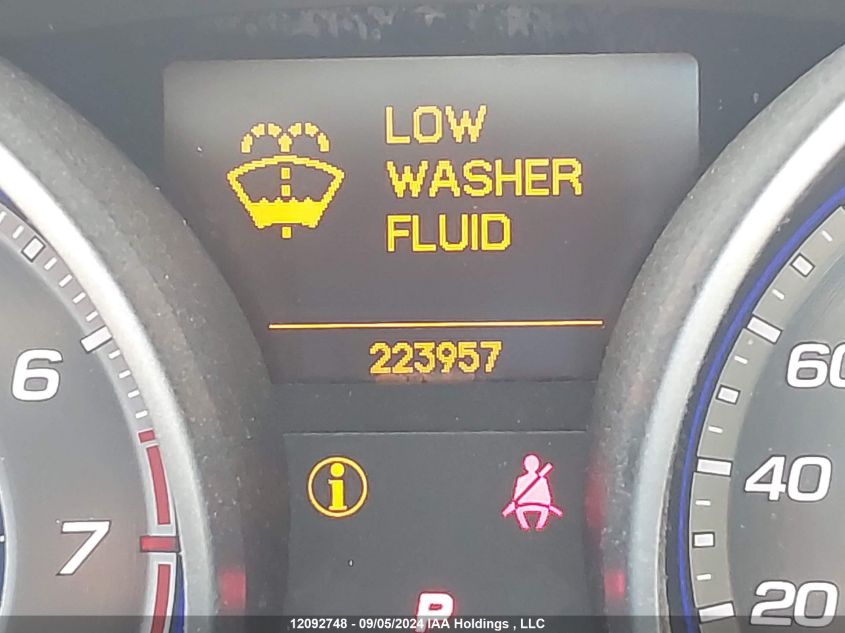 LOW
WASHER
FLUID
223957
6
7
60
40
20
i
P
12092748 - 09/05/2024 IAA Holdings , LLC